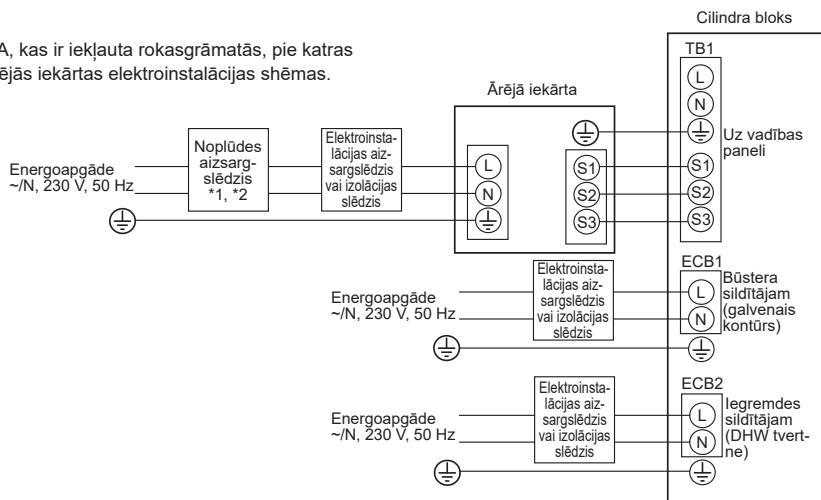 Cilindra bloks
A, kas ir iekļauta rokasgrāmatās, pie katras
ējās iekārtas elektroinstalācijas shēmas.
TB1
L
N
Uz vadības
paneli
S1
S2
S3
Ārējā iekārta
L
N
S1
S2
S3
Noplūdes
aizsarg-
slēdzis
*1, *2
Elektroinsta-
lācijas aiz-
sargslēdzis
vai izolācijas
slēdzis
Energoapgāde
~/N, 230 V, 50 Hz
ECB1
L
N
Būstera
sildītājam
(galvenais
kontūrs)
Elektroinsta-
lācijas aiz-
sargslēdzis
vai izolācijas
slēdzis
Energoapgāde
~/N, 230 V, 50 Hz
ECB2
L
N
Iegremdes
sildītājam
(DHW tvert-
ne)
Elektroinsta-
lācijas aiz-
sargslēdzis
vai izolācijas
slēdzis
Energoapgāde
~/N, 230 V, 50 Hz